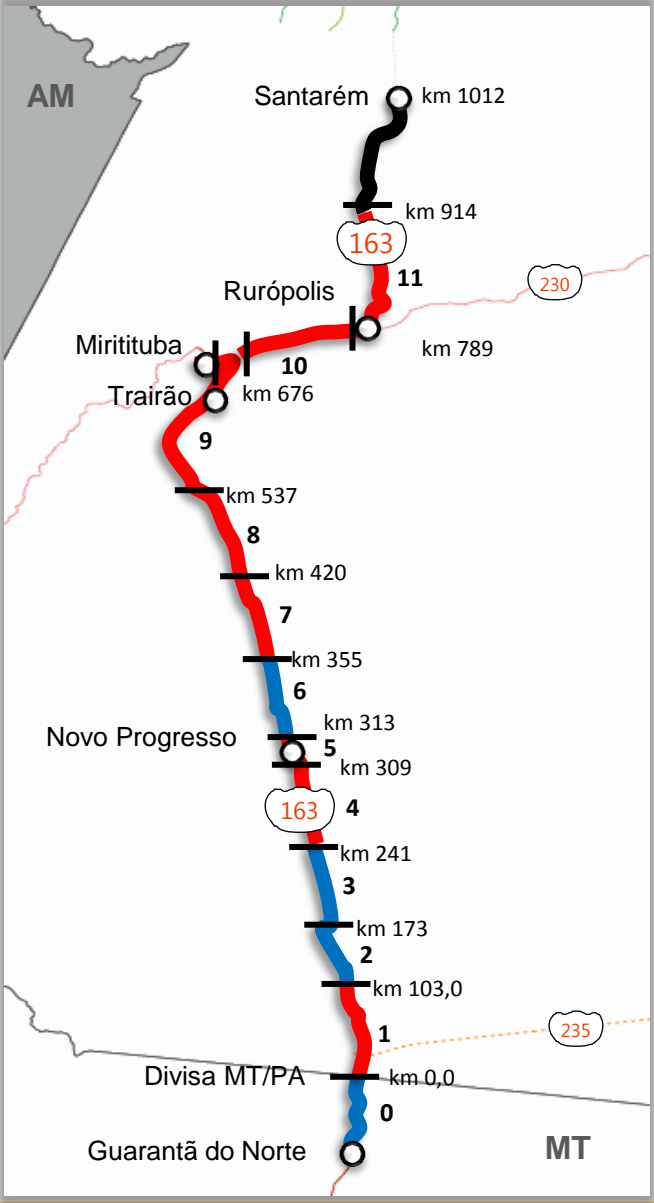 AM
Santarém
km 1012
km 914
163
11
230
Rurópolis
km 789
Miritituba
10
Trairão
km 676
9
km 537
8
km 420
7
km 355
6
km 313
Novo Progresso
5
km 309
163
4
km 241
3
km 173
2
km 103,0
1
235
Divisa MT/PA
km 0,0
0
Guarantã do Norte
MT